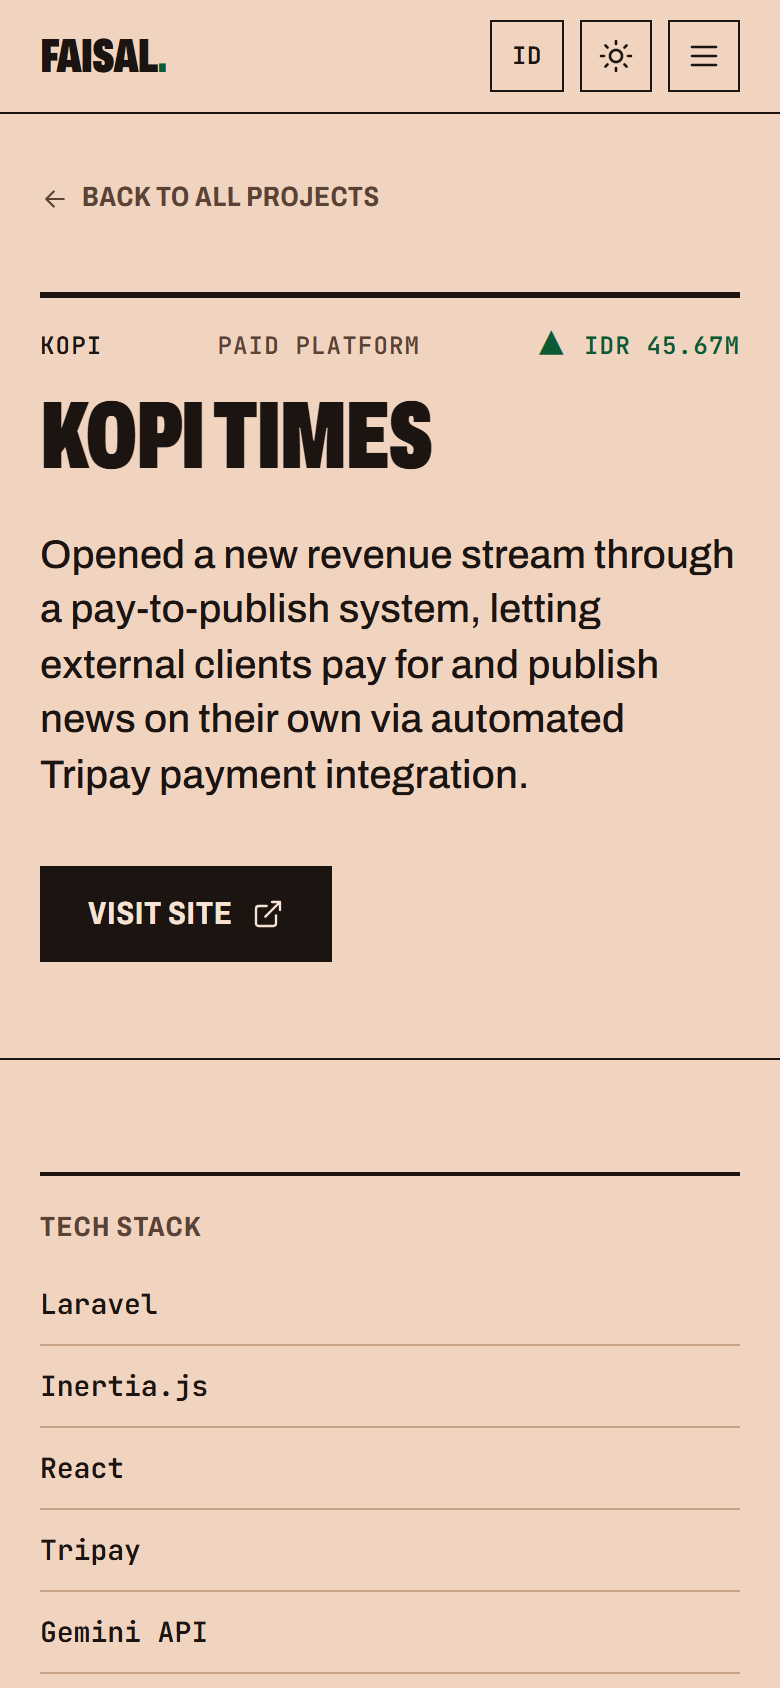 FAISAL.
ID
BACK TO ALL PROJECTS
KOPI PAID PLATFORM ▲ IDR 45.67M
KOPI TIMES
Opened a new revenue stream through
a pay-to-publish system, letting
external clients pay for and publish
news on their own via automated
Tripay payment integration.
VISIT SITE
TECH STACK
Laravel
Inertia.js
React
Tripay
Gemini API